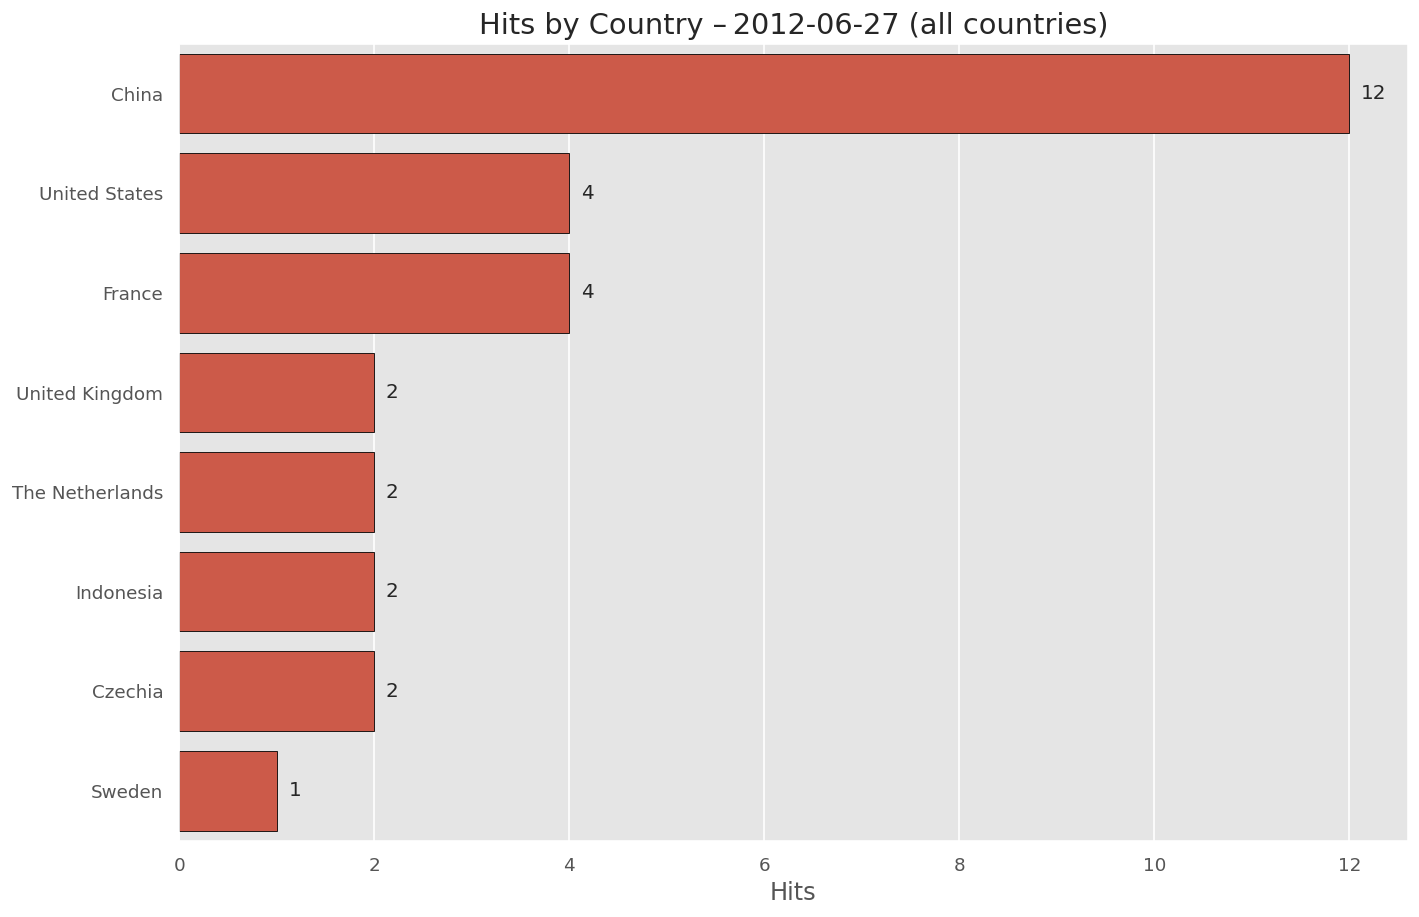 Hits by Country – 2012-06-27 (all countries)
China 12
United States 4
France 4
United Kingdom 2
The Netherlands 2
Indonesia 2
Czechia 2
Sweden 1
0 2 4 6 8 10 12
Hits